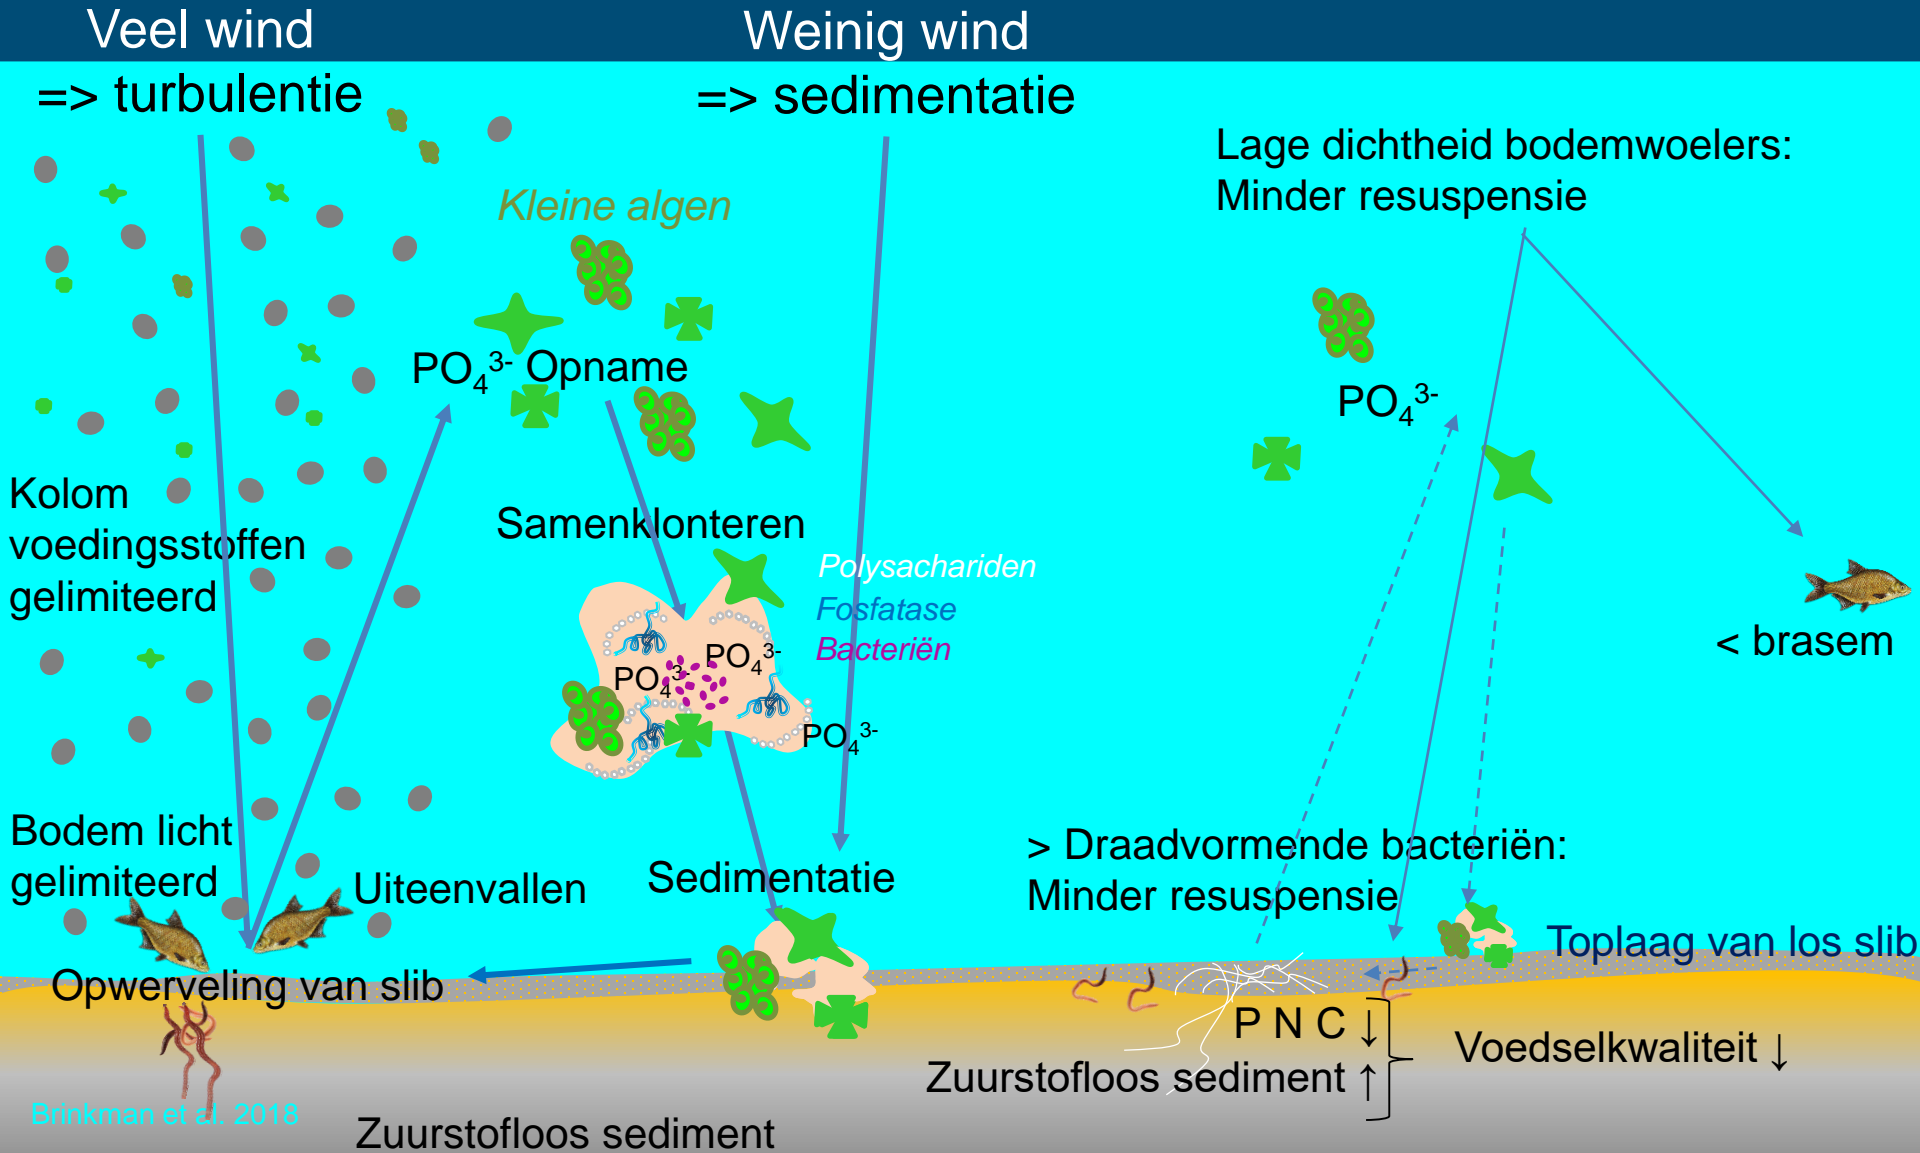 Veel wind
Weinig wind
=> turbulentie
=> sedimentatie
Lage dichtheid bodemwoelers:
Minder resuspensie
Kleine algen
PO₄³⁻ Opname
PO₄³⁻
Kolom
voedingsstoffen
gelimiteerd
Samenklonteren
Polysachariden
Fosfatase
Bacteriën
PO₄³⁻
PO₄³⁻
PO₄³⁻
< brasem
Bodem licht
gelimiteerd
Uiteenvallen
Sedimentatie
> Draadvormende bacteriën:
Minder resuspensie
Toplaag van los slib
Opwerveling van slib
P N C ↓
Zuurstofloos sediment ↑
Voedselkwaliteit ↓
Brinkman et al. 2018
Zuurstofloos sediment